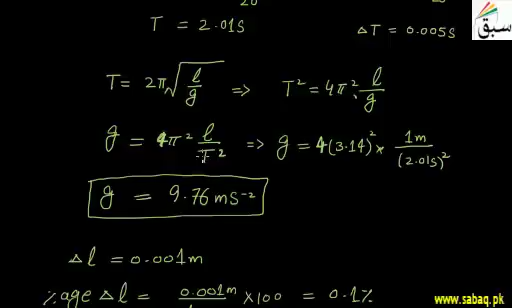 20
T = 2.01s
ΔT = 0.005s
سبق
T = 2π√(l/g) => T² = 4π² l/g
g = 4π² l/T² => g = 4(3.14)² × 1m/(2.01s)²
g = 9.76 ms⁻²
Δl = 0.001m
%age Δl = 0.001m ×100 = 0.1%
www.sabaq.pk